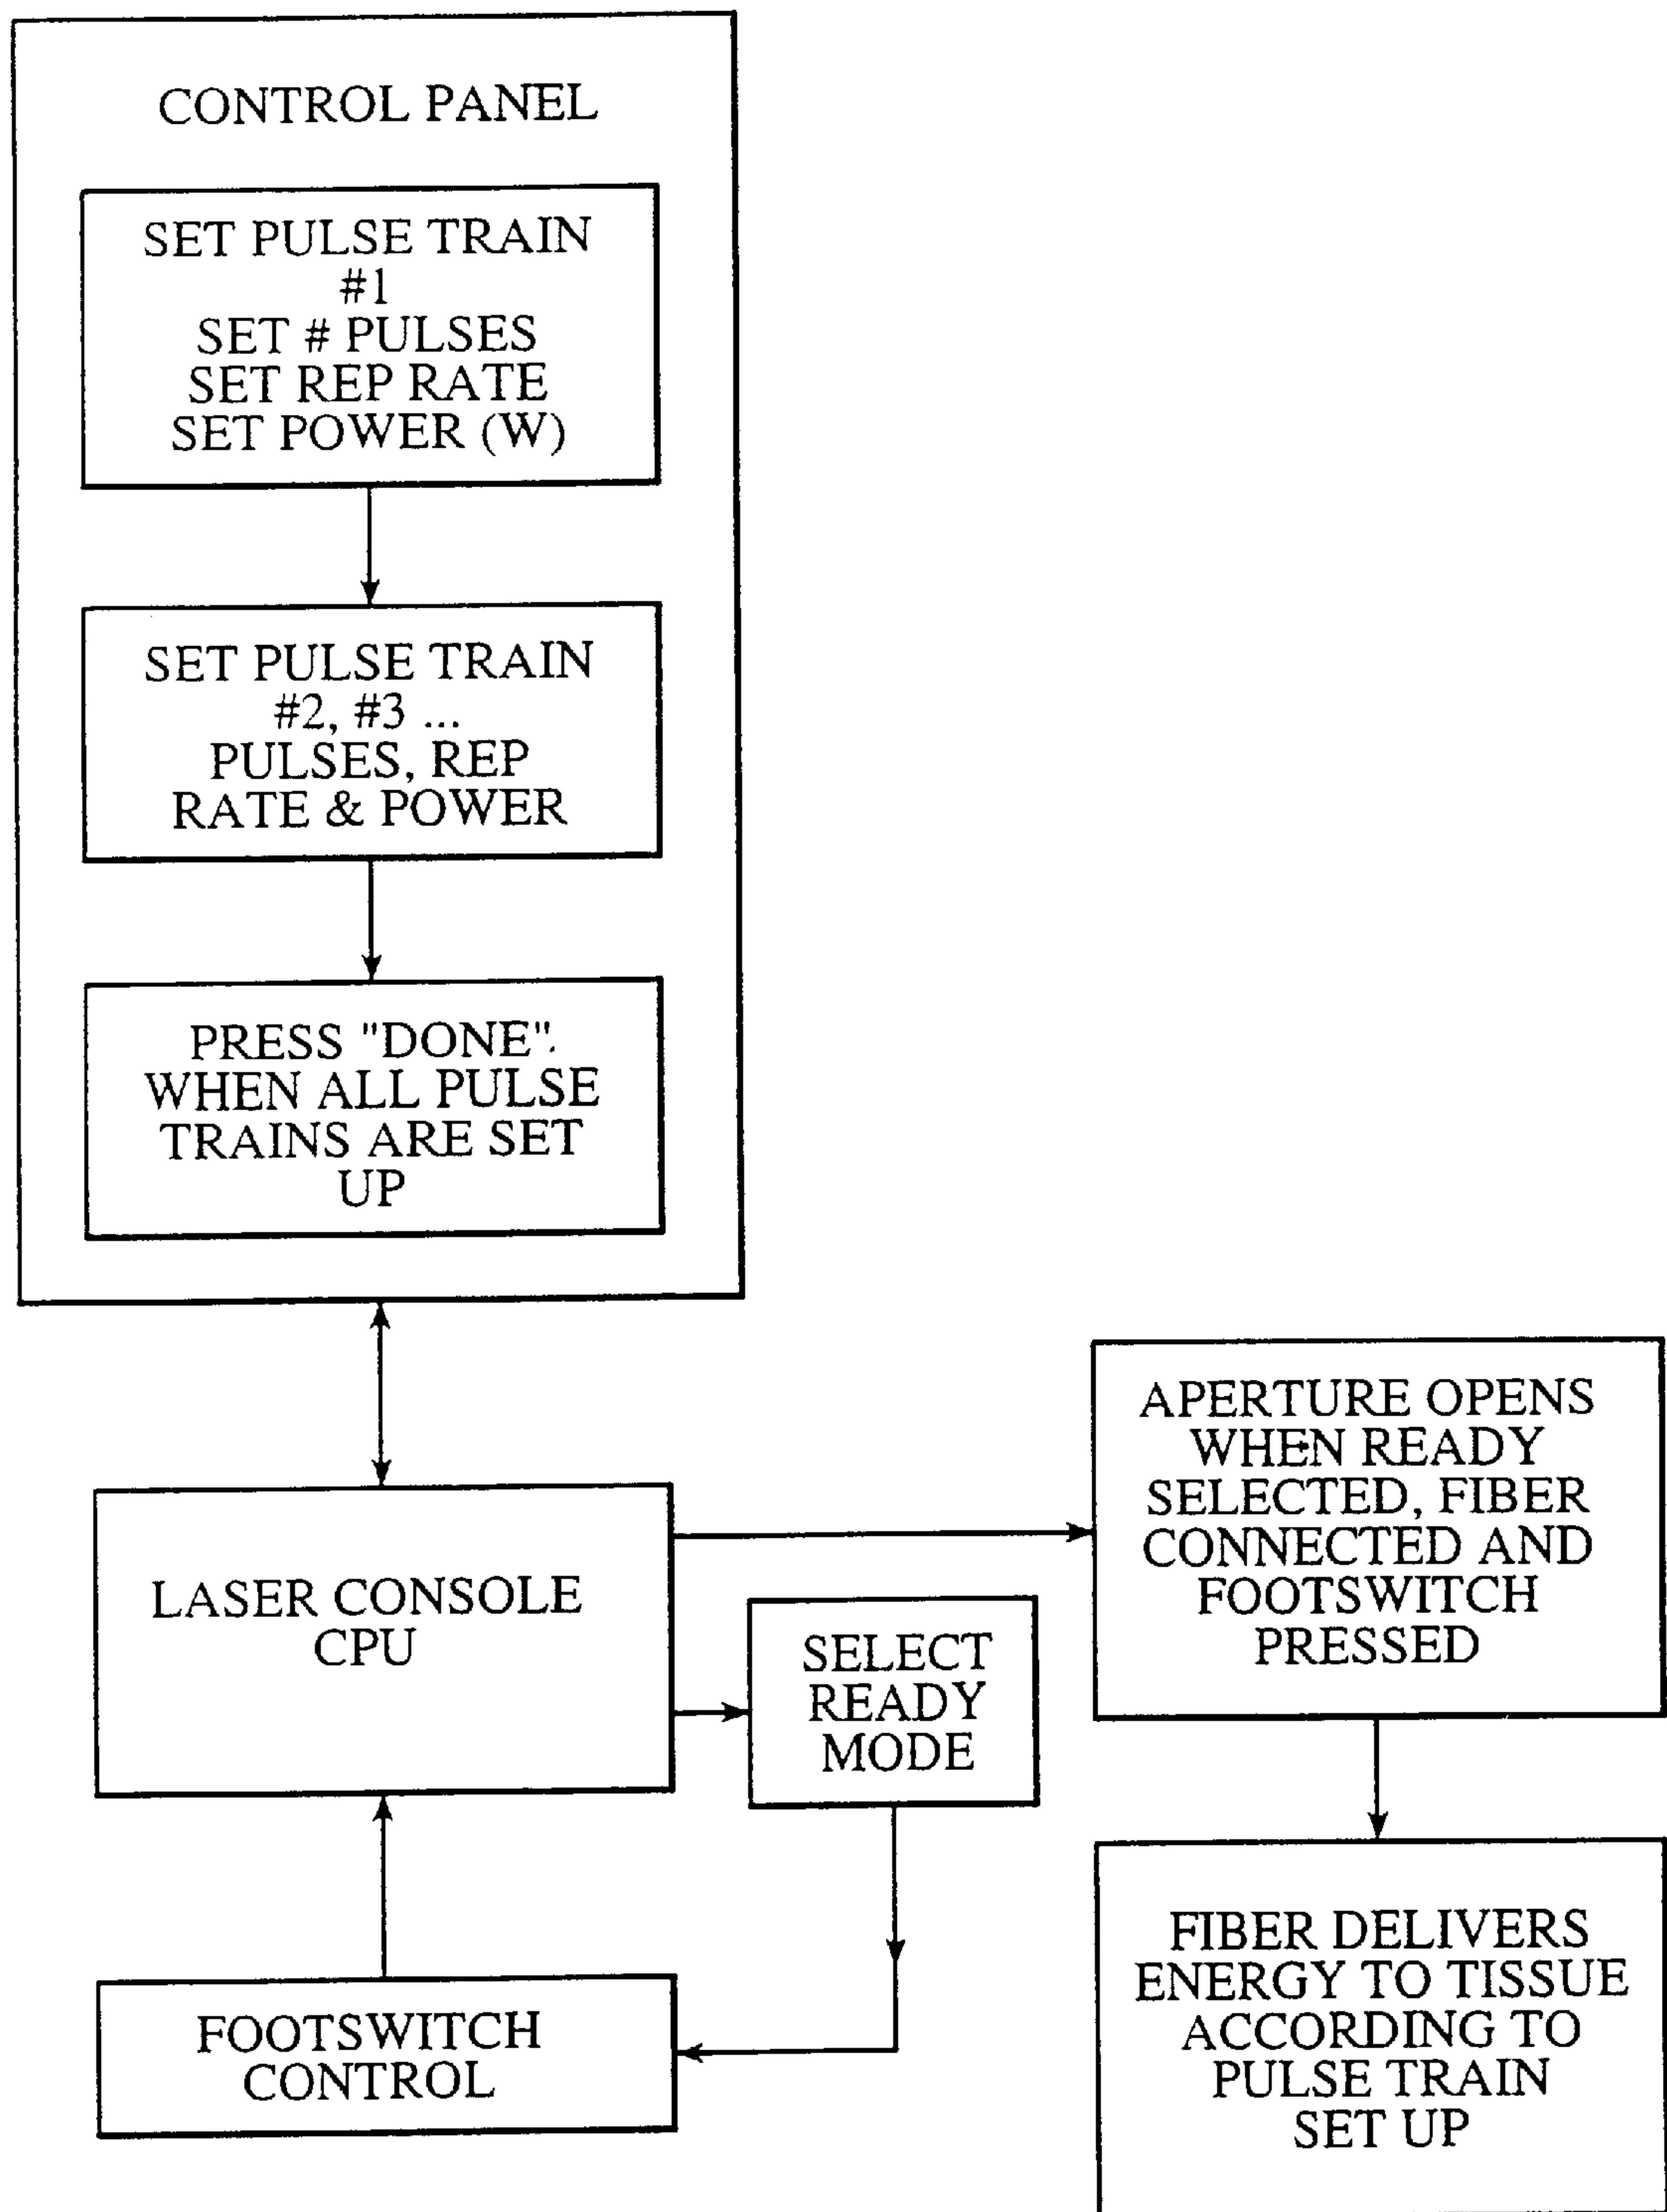 CONTROL PANEL
SET PULSE TRAIN
#1
SET # PULSES
SET REP RATE
SET POWER (W)
SET PULSE TRAIN
#2, #3 ...
PULSES, REP
RATE & POWER
PRESS "DONE".
WHEN ALL PULSE
TRAINS ARE SET
UP
LASER CONSOLE
CPU
SELECT
READY
MODE
FOOTSWITCH
CONTROL
APERTURE OPENS
WHEN READY
SELECTED, FIBER
CONNECTED AND
FOOTSWITCH
PRESSED
FIBER DELIVERS
ENERGY TO TISSUE
ACCORDING TO
PULSE TRAIN
SET UP